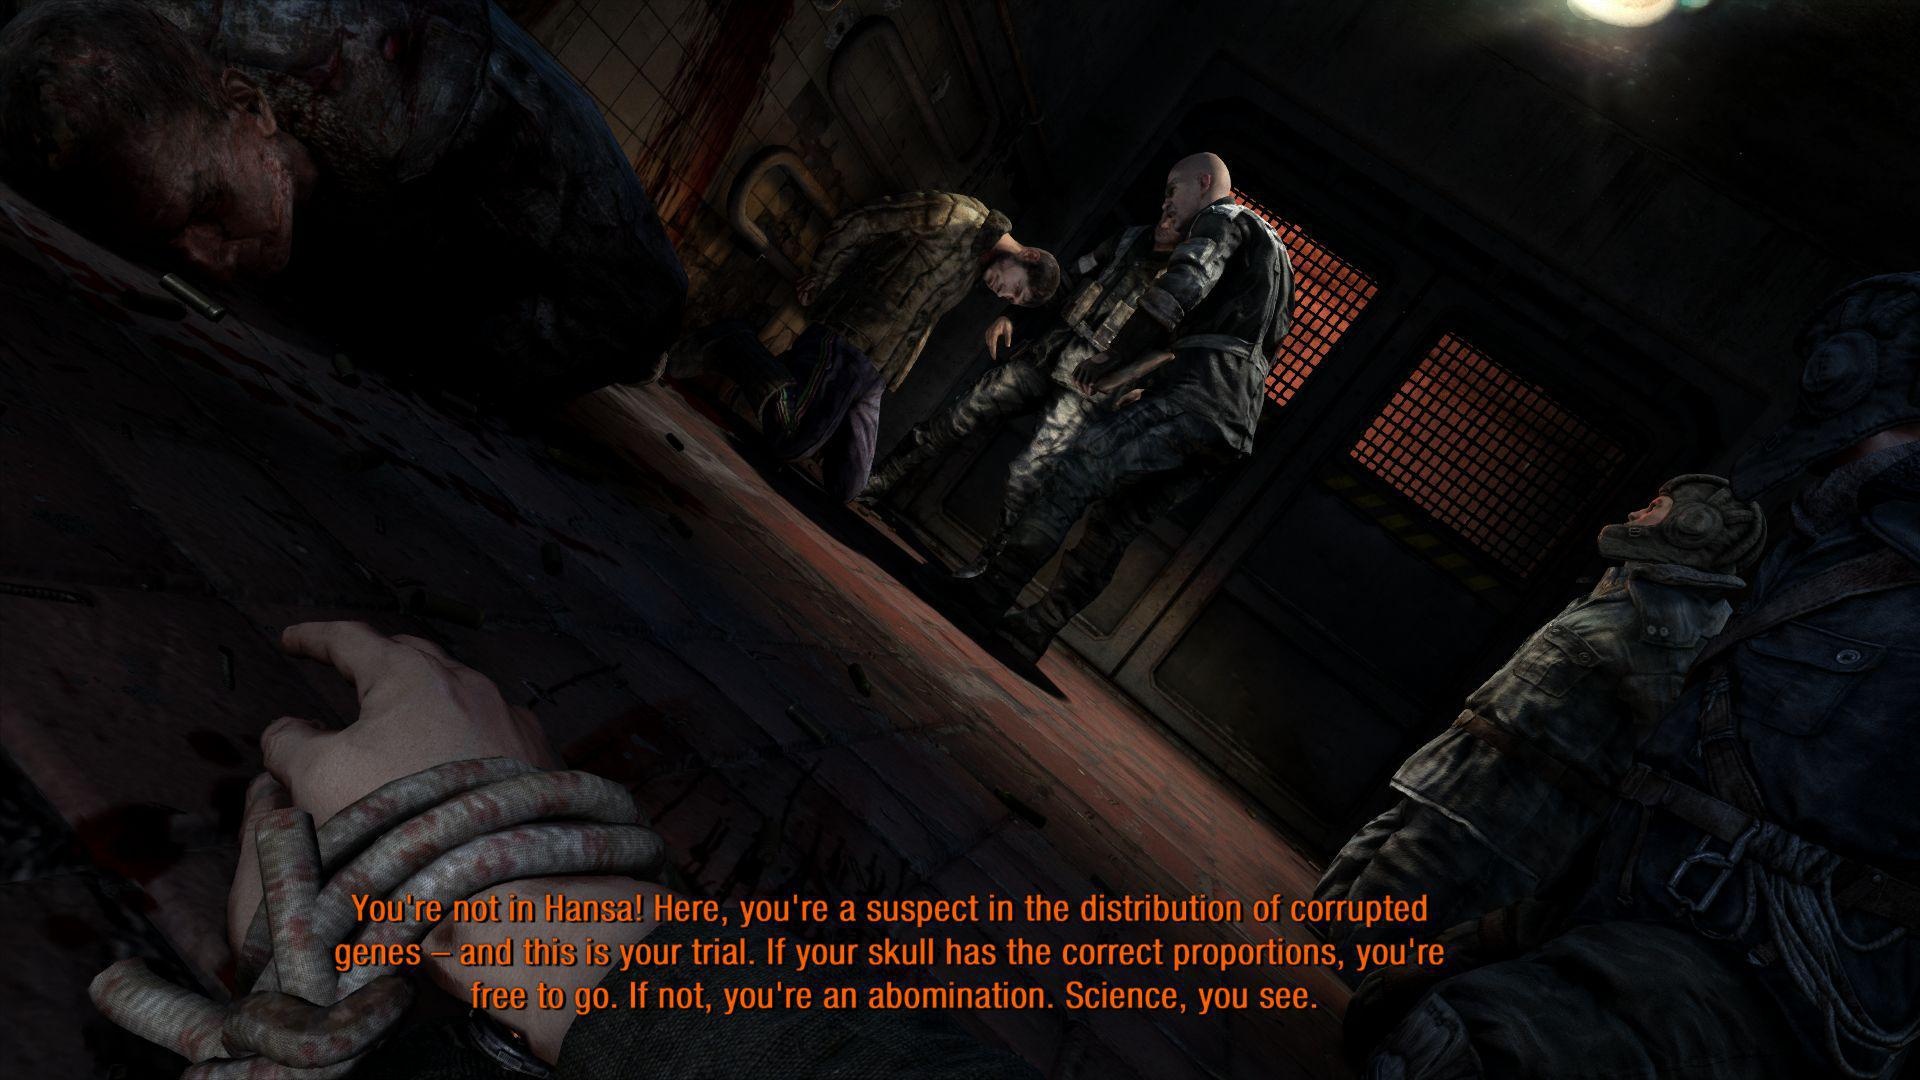 You're not in Hansa! Here, you're a suspect in the distribution of corrupted
genes – and this is your trial. If your skull has the correct proportions, you're
free to go. If not, you're an abomination. Science, you see.